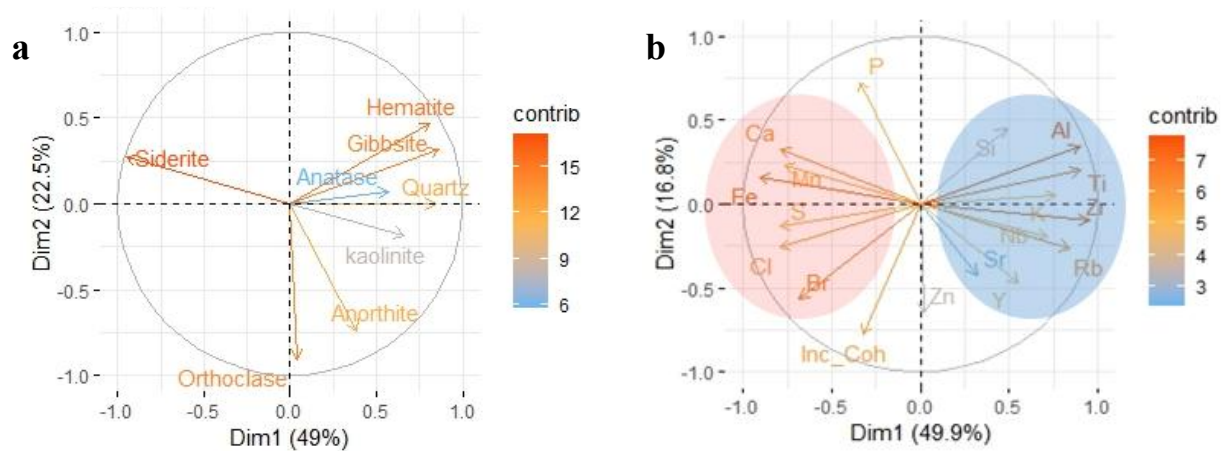 a
1.0
0.5
0.0
-0.5
-1.0
Dim2 (22.5%)
Hematite
Gibbsite
Siderite
Anatase
Quartz
kaolinite
Anorthite
Orthoclase
-1.0 -0.5 0.0 0.5 1.0
Dim1 (49%)
contrib
15
12
9
6
b
1.0
0.5
0.0
-0.5
-1.0
Dim2 (16.8%)
P
Ca
Al
Si
Mn
Ti
Fe
Zr
S
K
Nb
Cl
Sr
Rb
Br
Zn
Y
Inc_Coh
-1.0 -0.5 0.0 0.5 1.0
Dim1 (49.9%)
contrib
7
6
5
4
3